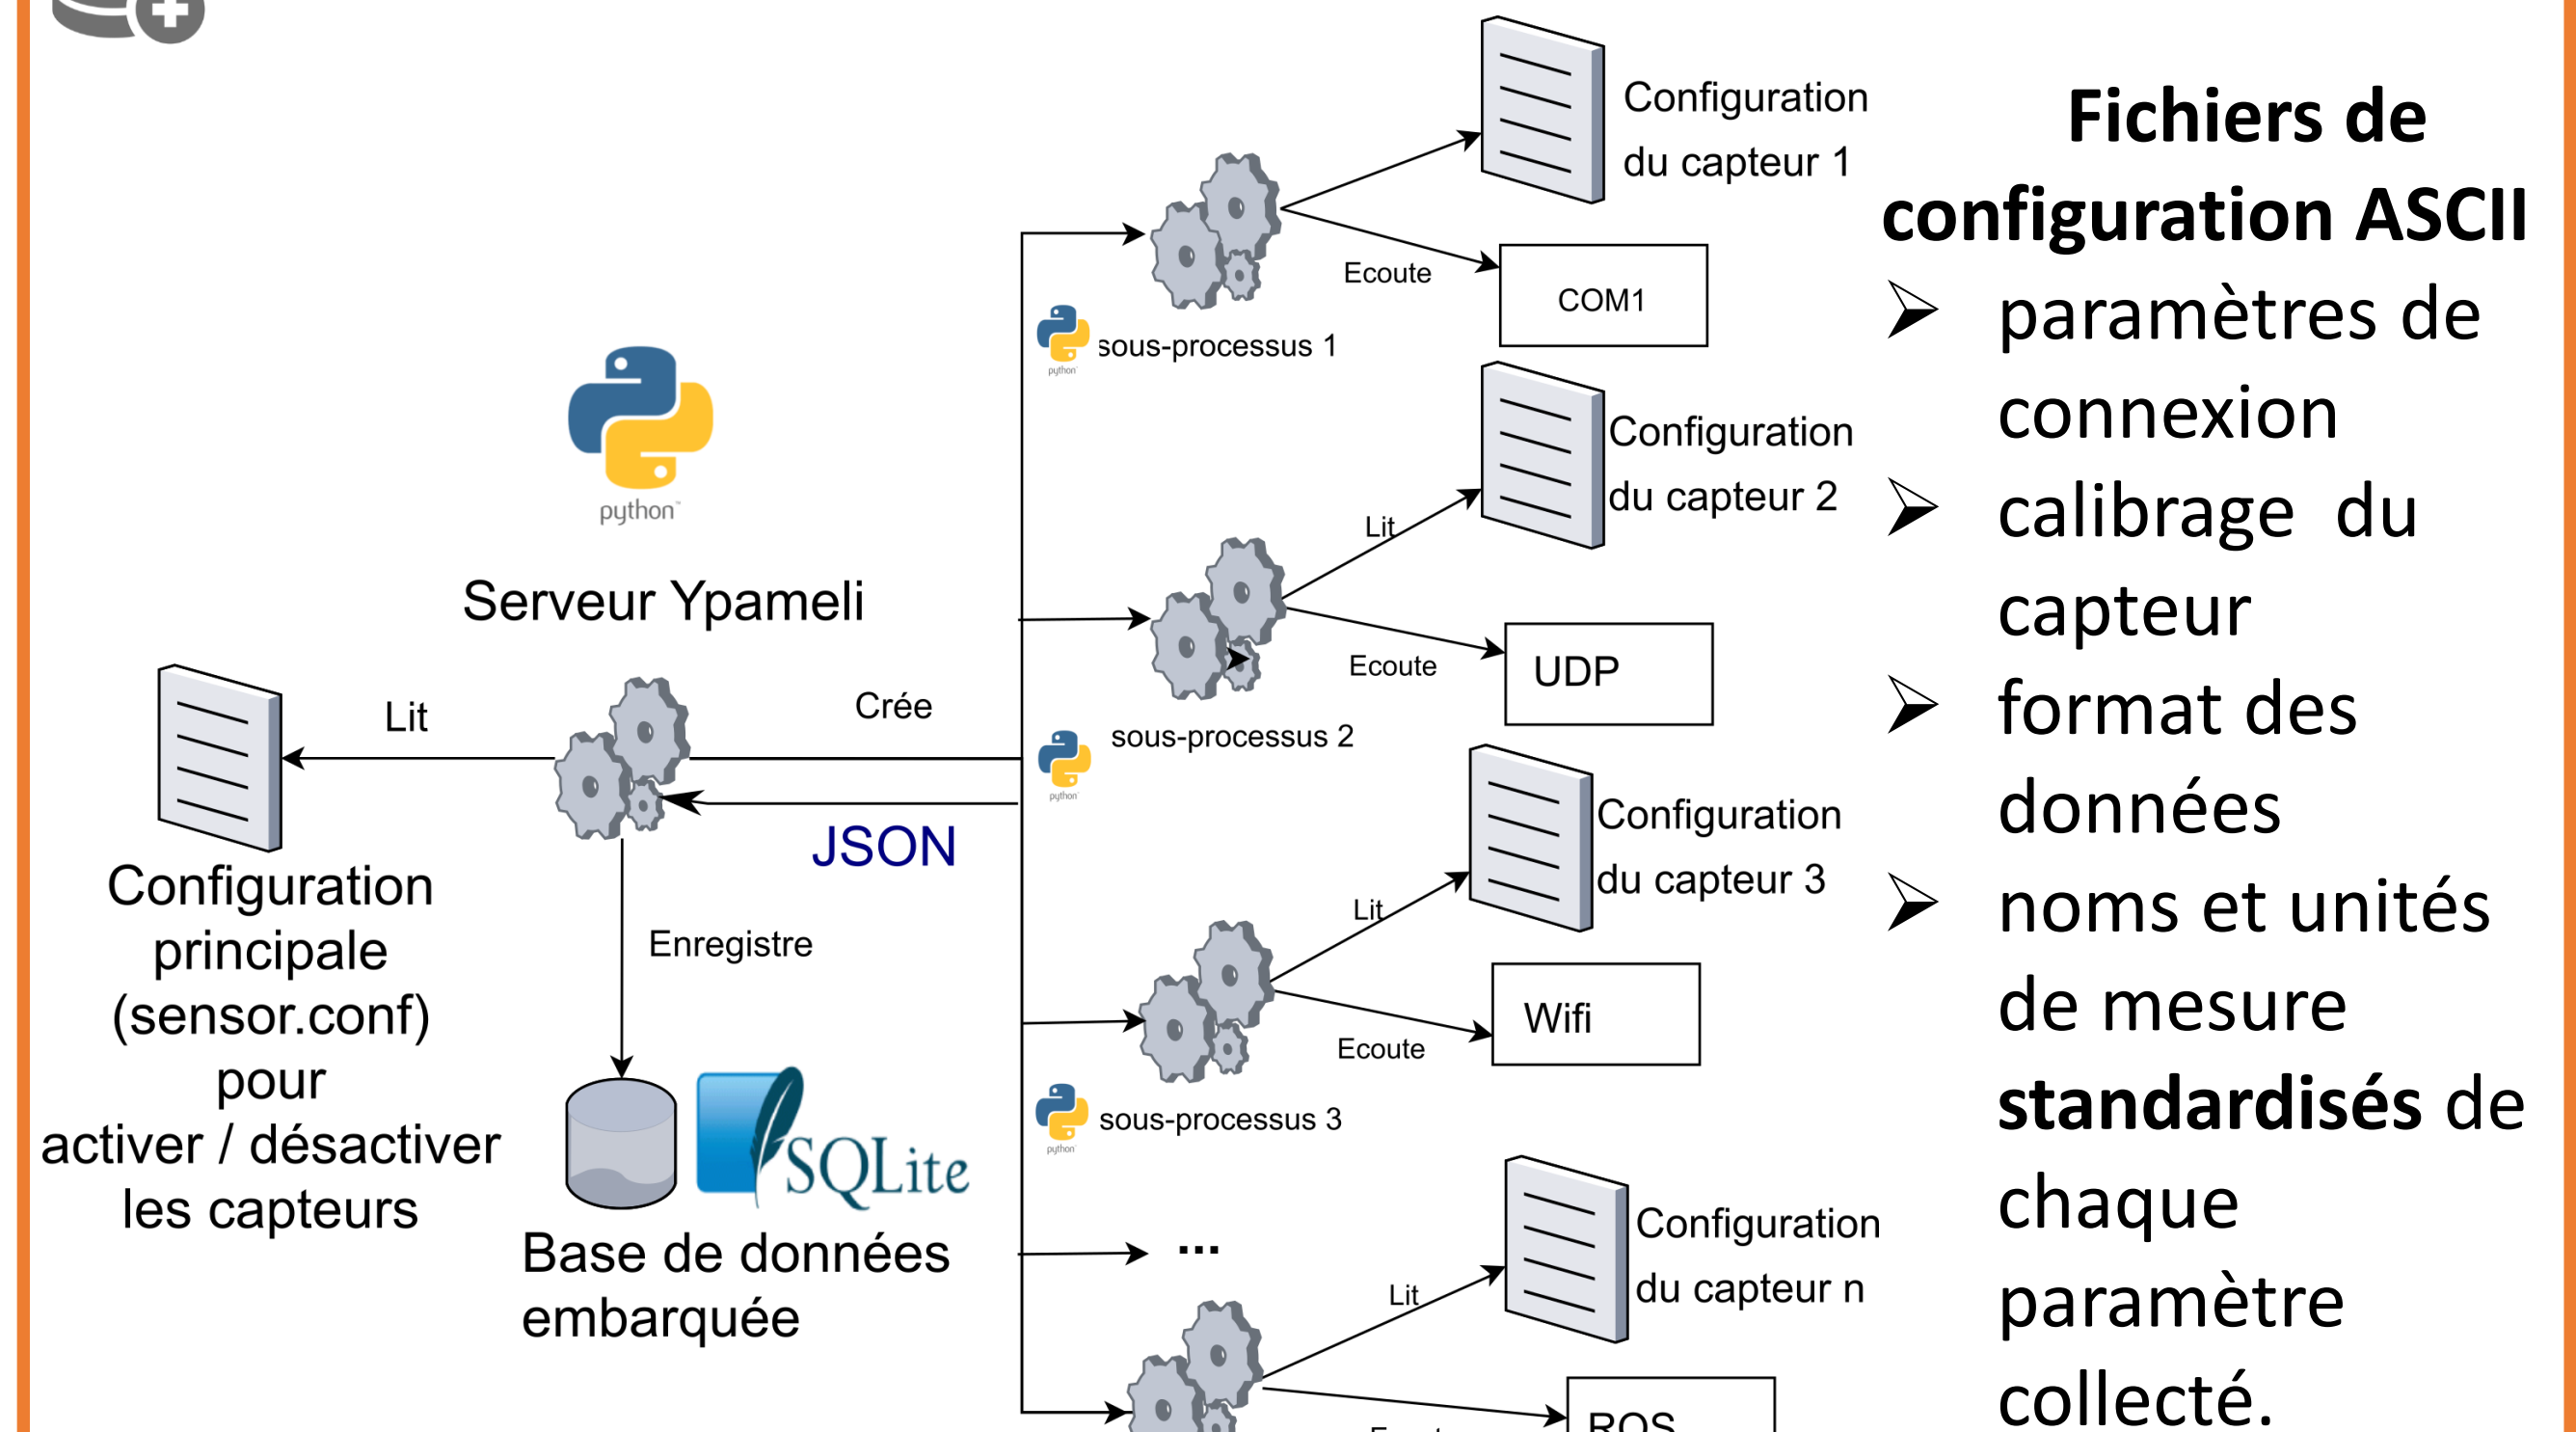 Configuration
du capteur 1
Ecoute
COM1
python
sous-processus 1
python™
Serveur Ypameli
Configuration
du capteur 2
Lit
Ecoute
UDP
python
sous-processus 2
Lit
Crée
JSON
Configuration
principale
(sensor.conf)
pour
activer / désactiver
les capteurs
Enregistre
SQLite
Base de données
embarquée
Configuration
du capteur 3
Lit
Ecoute
Wifi
python
sous-processus 3
...
Configuration
du capteur n
Lit
ROS
Fichiers de
configuration ASCII
➢ paramètres de
connexion
➢ calibrage du
capteur
➢ format des
données
➢ noms et unités
de mesure
standardisés de
chaque
paramètre
collecté.